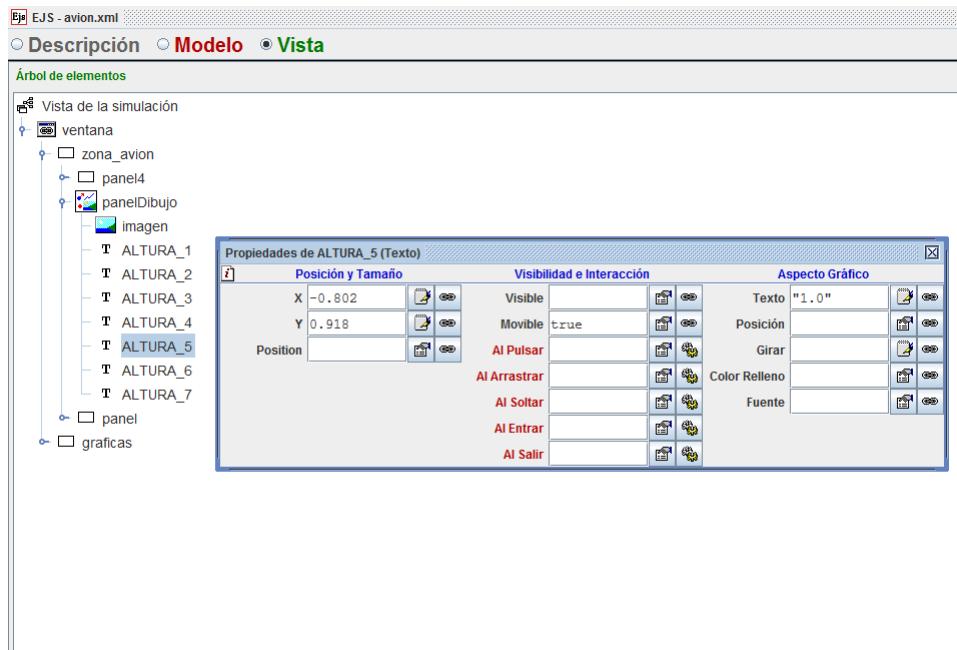 Ejs EJS - avion.xml
Descripción Modelo Vista
Árbol de elementos
Vista de la simulación
ventana
zona_avion
panel4
panelDibujo
imagen
T ALTURA_1
T ALTURA_2
T ALTURA_3
T ALTURA_4
T ALTURA_5
T ALTURA_6
T ALTURA_7
panel
graficas
Propiedades de ALTURA_5 (Texto)
i Posición y Tamaño Visibilidad e Interacción Aspecto Gráfico
X -0.802 Visible Texto "1.0"
Y 0.918 Movible true Posición
Position Al Pulsar Girar
Al Arrastrar Color Relleno
Al Soltar Fuente
Al Entrar
Al Salir